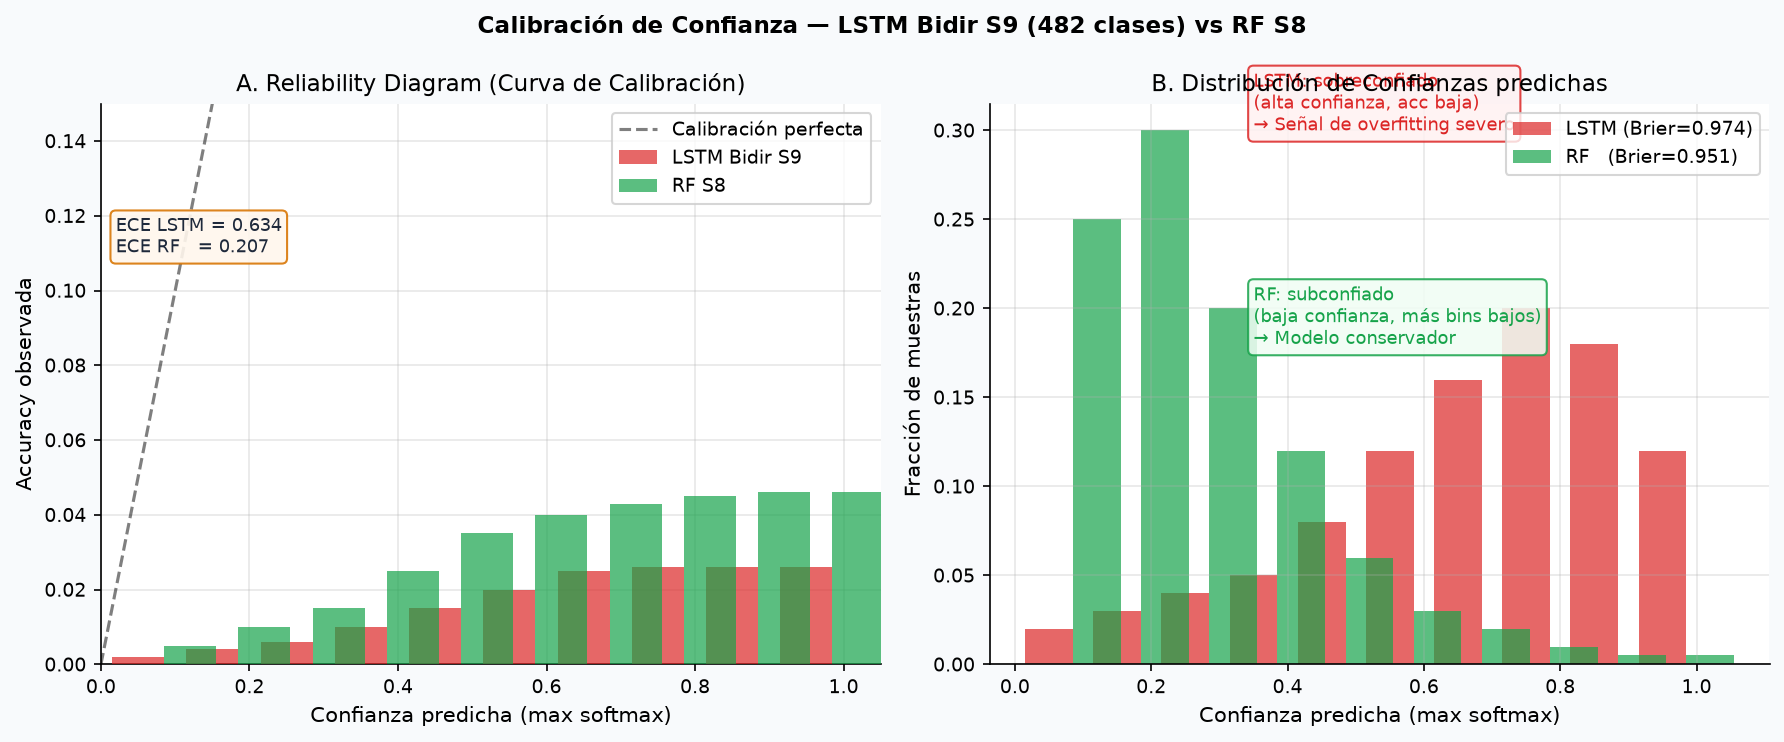 Calibración de Confianza — LSTM Bidir S9 (482 clases) vs RF S8
A. Reliability Diagram (Curva de Calibración)
Accuracy observada
0.14
0.12
0.10
0.08
0.06
0.04
0.02
0.00
Calibración perfecta
LSTM Bidir S9
RF S8
ECE LSTM = 0.634
ECE RF   = 0.207
0.0 0.2 0.4 0.6 0.8 1.0
Confianza predicha (max softmax)
B. Distribución de Confianzas predichas
LSTM: sobreconfiado
(alta confianza, acc baja)
→ Señal de overfitting severo
LSTM (Brier=0.974)
RF   (Brier=0.951)
RF: subconfiado
(baja confianza, más bins bajos)
→ Modelo conservador
Fracción de muestras
0.30
0.25
0.20
0.15
0.10
0.05
0.00
0.0 0.2 0.4 0.6 0.8 1.0
Confianza predicha (max softmax)